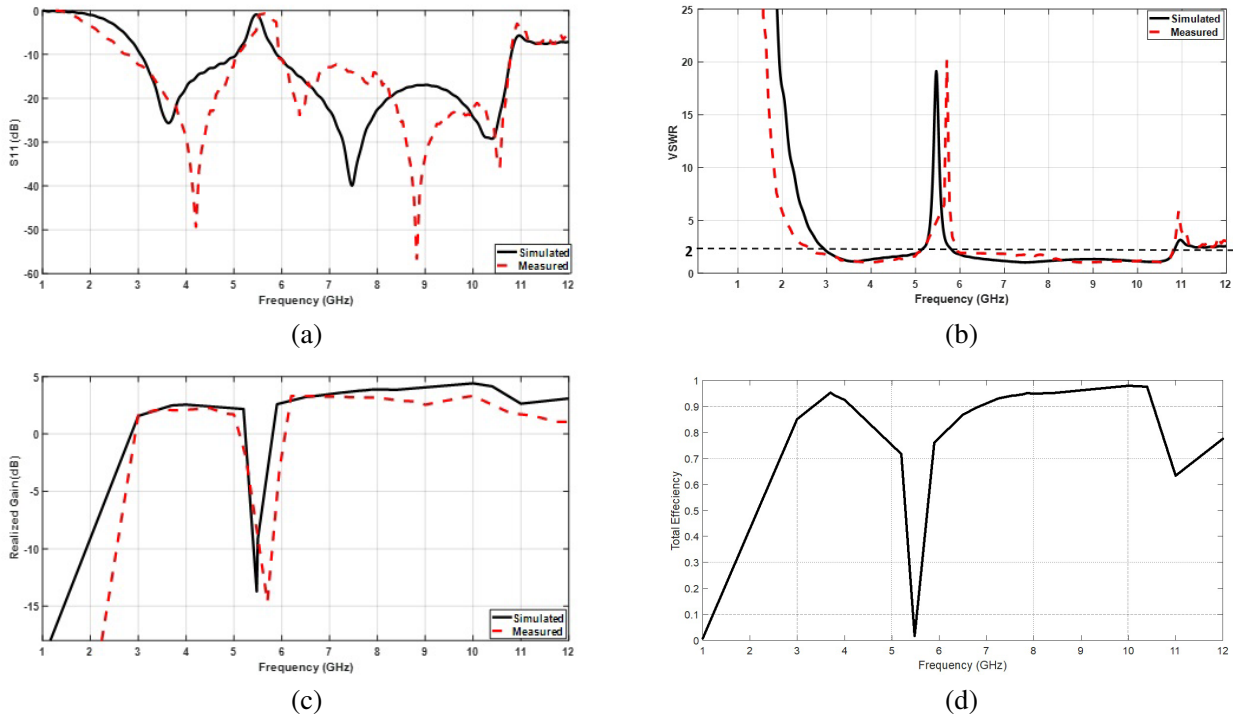 0
-10
-20
-30
-40
-50
-60
S11 (dB)
1 2 3 4 5 6 7 8 9 10 11 12
Frequency (GHz)
Simulated
Measured
(a)
25
20
15
10
5
2
0
VSWR
1 2 3 4 5 6 7 8 9 10 11 12
Frequency (GHz)
Simulated
Measured
(b)
5
0
-5
-10
-15
Realized Gain(dB)
1 2 3 4 5 6 7 8 9 10 11 12
Frequency (GHz)
Simulated
Measured
(c)
1
0.9
0.8
0.7
0.6
0.5
0.4
0.3
0.2
0.1
0
Total Effeciency
1 2 3 4 5 6 7 8 9 10 11 12
Frequency (GHz)
(d)